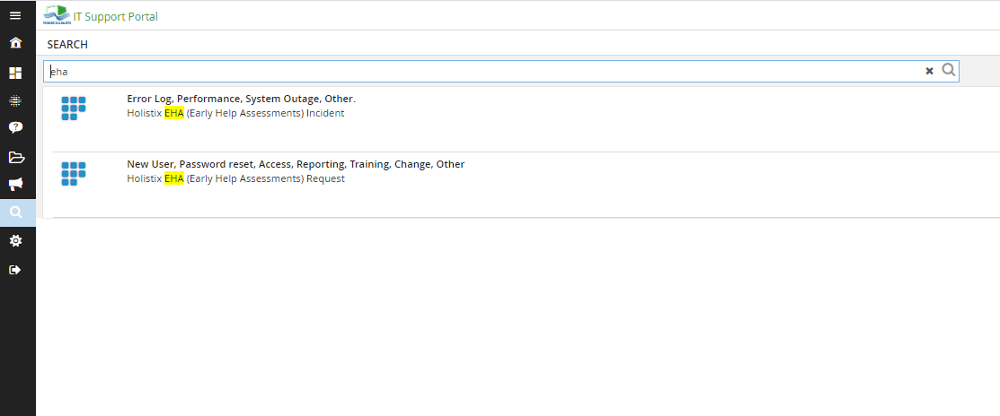 IT Support Portal
SEARCH
eha
Error Log, Performance, System Outage, Other.
Holistix EHA (Early Help Assessments) Incident
New User, Password reset, Access, Reporting, Training, Change, Other
Holistix EHA (Early Help Assessments) Request